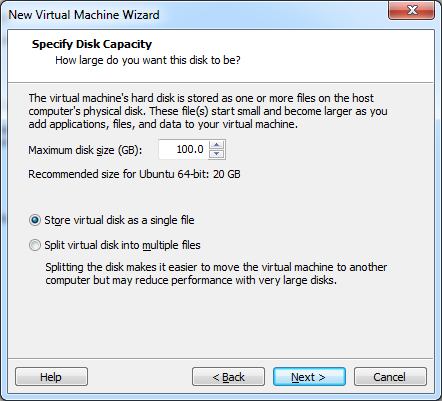 New Virtual Machine Wizard
Specify Disk Capacity
How large do you want this disk to be?
The virtual machine's hard disk is stored as one or more files on the host
computer's physical disk. These file(s) start small and become larger as you
add applications, files, and data to your virtual machine.
Maximum disk size (GB): 100.0
Recommended size for Ubuntu 64-bit: 20 GB
Store virtual disk as a single file
Split virtual disk into multiple files
Splitting the disk makes it easier to move the virtual machine to another
computer but may reduce performance with very large disks.
Help < Back Next > Cancel